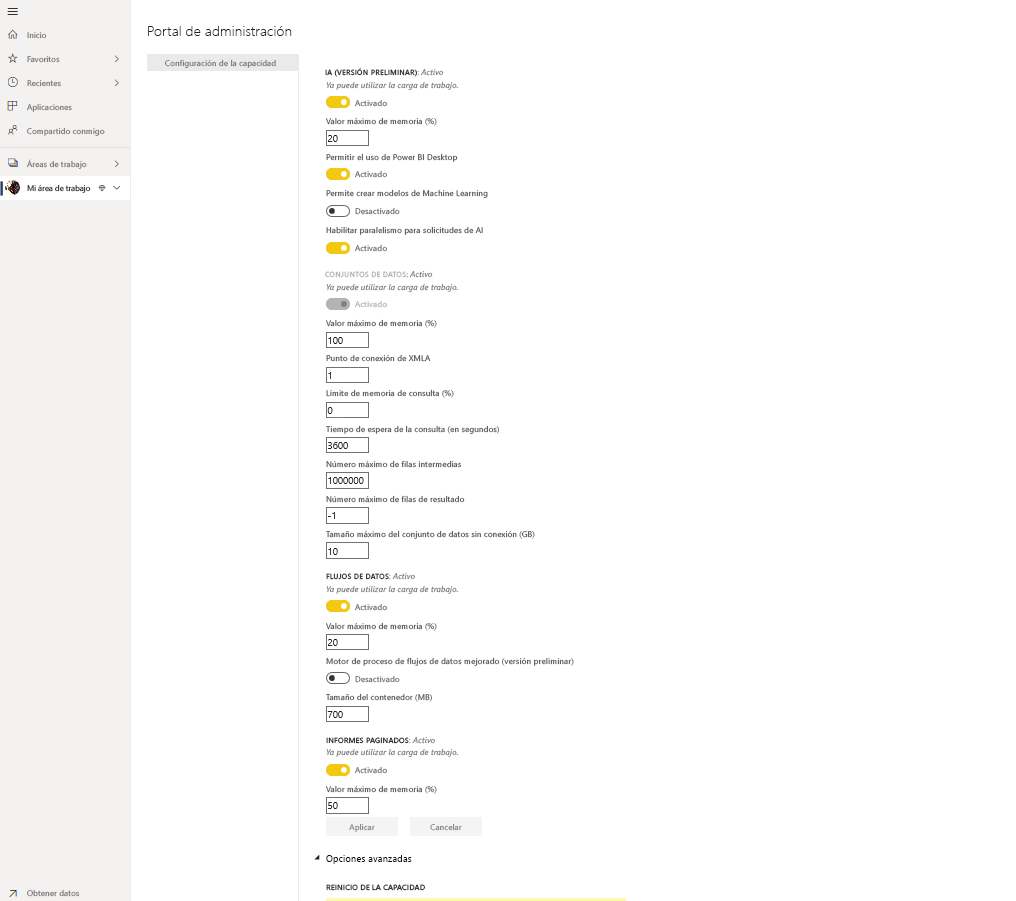 Inicio
Favoritos
Recientes
Aplicaciones
Compartido conmigo
Áreas de trabajo
Mi área de trabajo
Obtener datos
Portal de administración
Configuración de la capacidad
IA (VERSIÓN PRELIMINAR): Activo
Ya puede utilizar la carga de trabajo.
Activado
Valor máximo de memoria (%)
20
Permitir el uso de Power BI Desktop
Activado
Permite crear modelos de Machine Learning
Desactivado
Habilitar paralelismo para solicitudes de AI
Activado
CONJUNTOS DE DATOS: Activo
Ya puede utilizar la carga de trabajo.
Activado
Valor máximo de memoria (%)
100
Punto de conexión de XMLA
1
Límite de memoria de consulta (%)
0
Tiempo de espera de la consulta (en segundos)
3600
Número máximo de filas intermedias
1000000
Número máximo de filas de resultado
-1
Tamaño máximo del conjunto de datos sin conexión (GB)
10
FLUJOS DE DATOS: Activo
Ya puede utilizar la carga de trabajo.
Activado
Valor máximo de memoria (%)
20
Motor de proceso de flujos de datos mejorado (versión preliminar)
Desactivado
Tamaño del contenedor (MB)
700
INFORMES PAGINADOS: Activo
Ya puede utilizar la carga de trabajo.
Activado
Valor máximo de memoria (%)
50
Aplicar Cancelar
Opciones avanzadas
REINICIO DE LA CAPACIDAD